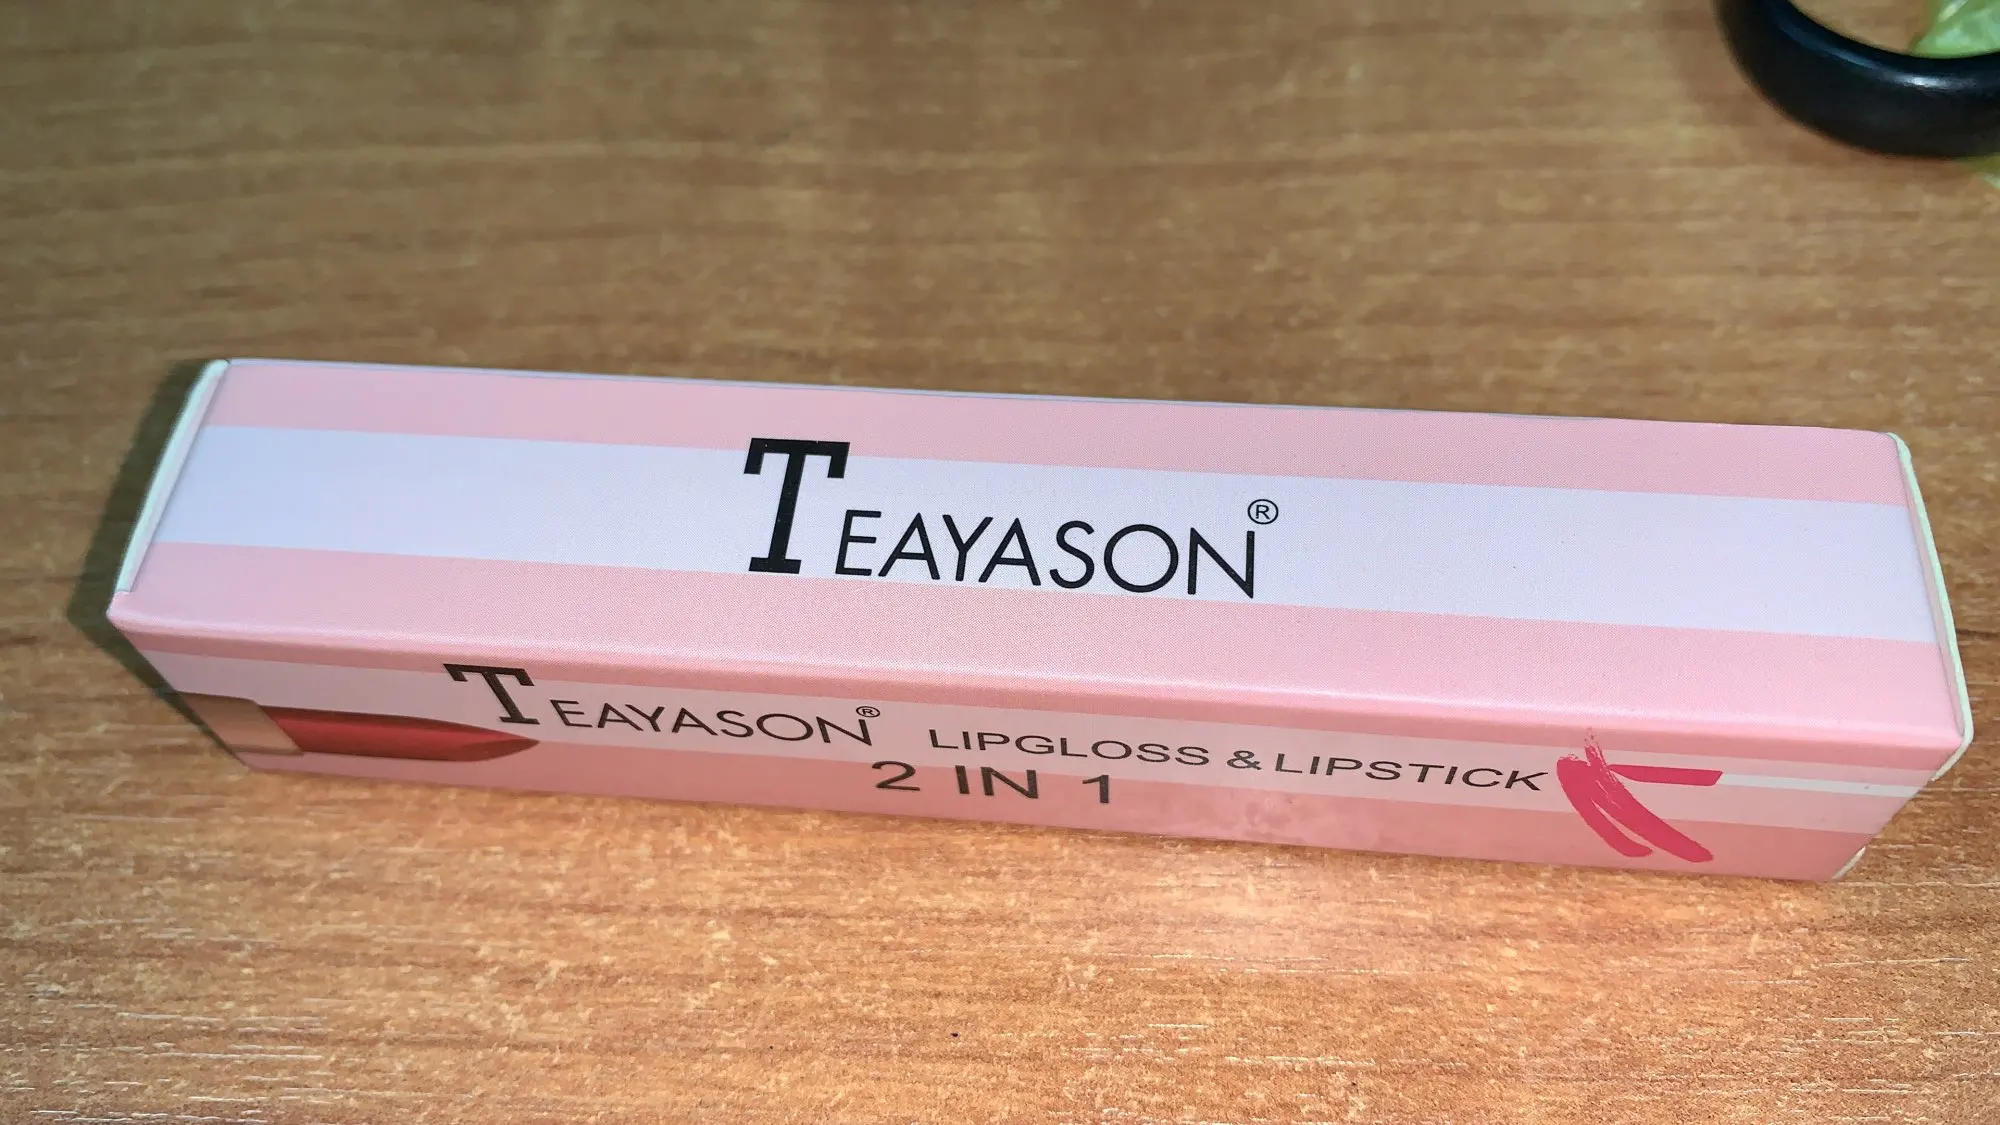 TEAYASON®
TEAYASON® LIPGLOSS & LIPSTICK
2 IN 1